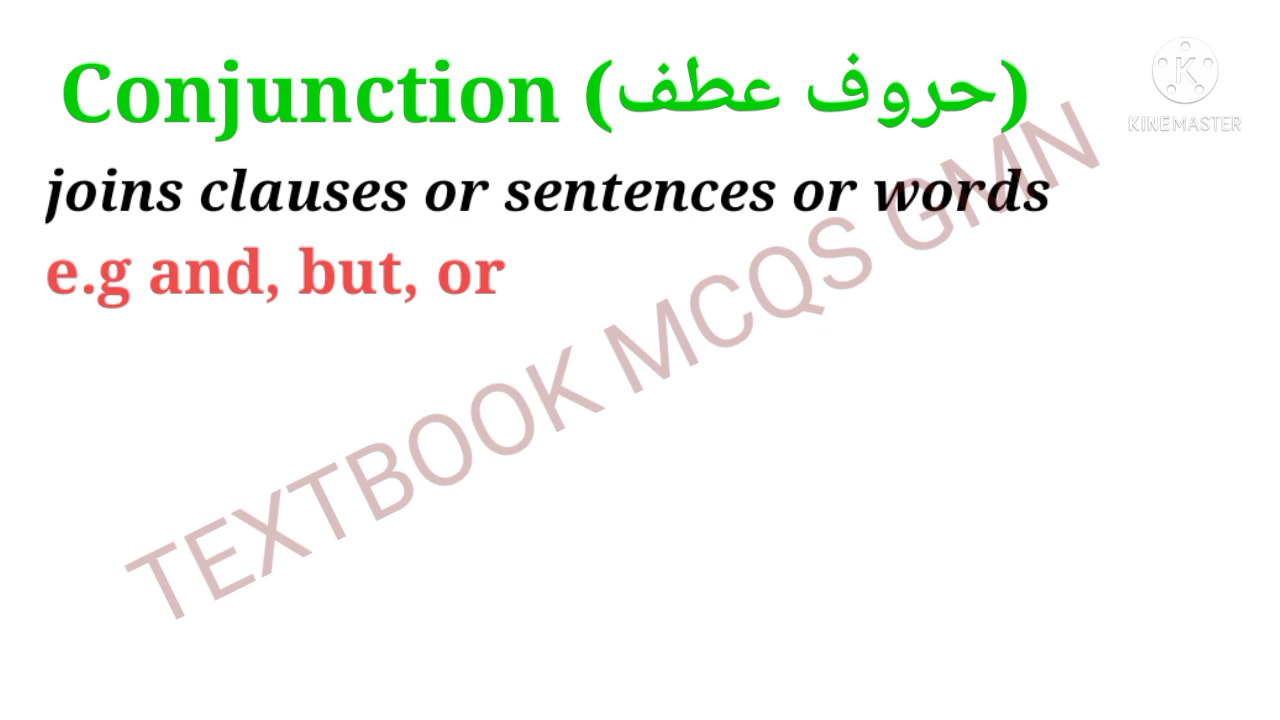 Conjunction (حروف عطف)
KINEMASTER
joins clauses or sentences or words
e.g and, but, or
TEXTBOOK MCQS GMN